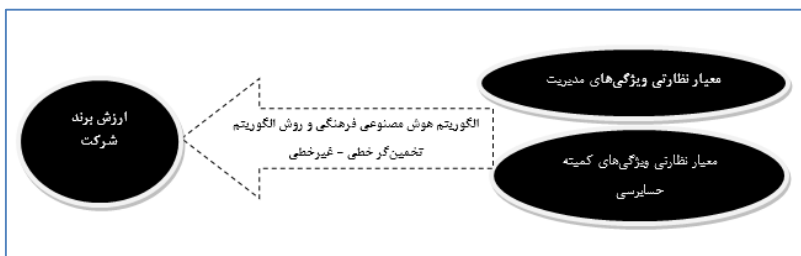 معیار نظارتی ویژگی‌های مدیریت
معیار نظارتی ویژگی‌های کمیته
حسابرسی
الگوریتم هوش مصنوعی فرهنگی و روش الگوریتم
تخمین‌گر خطی - غیرخطی
ارزش برند
شرکت